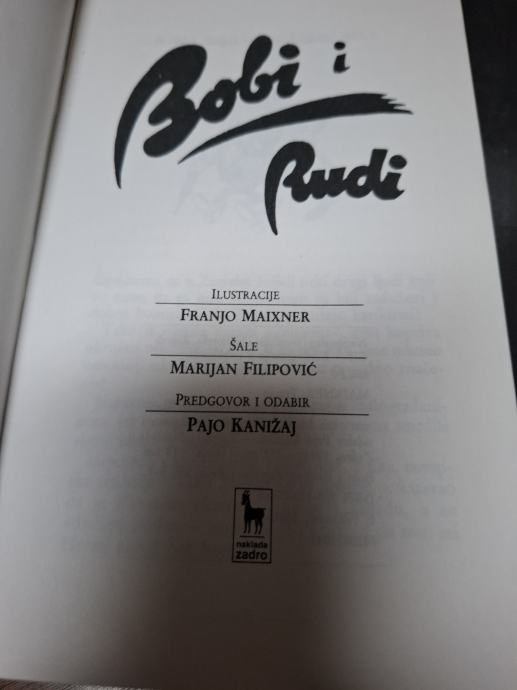 Bobi i
Rudi
ILUSTRACIJE
FRANJO MAIXNER
ŠALE
MARIJAN FILIPOVIĆ
PREDGOVOR I ODABIR
PAJO KANIŽAJ
naklada
zadro